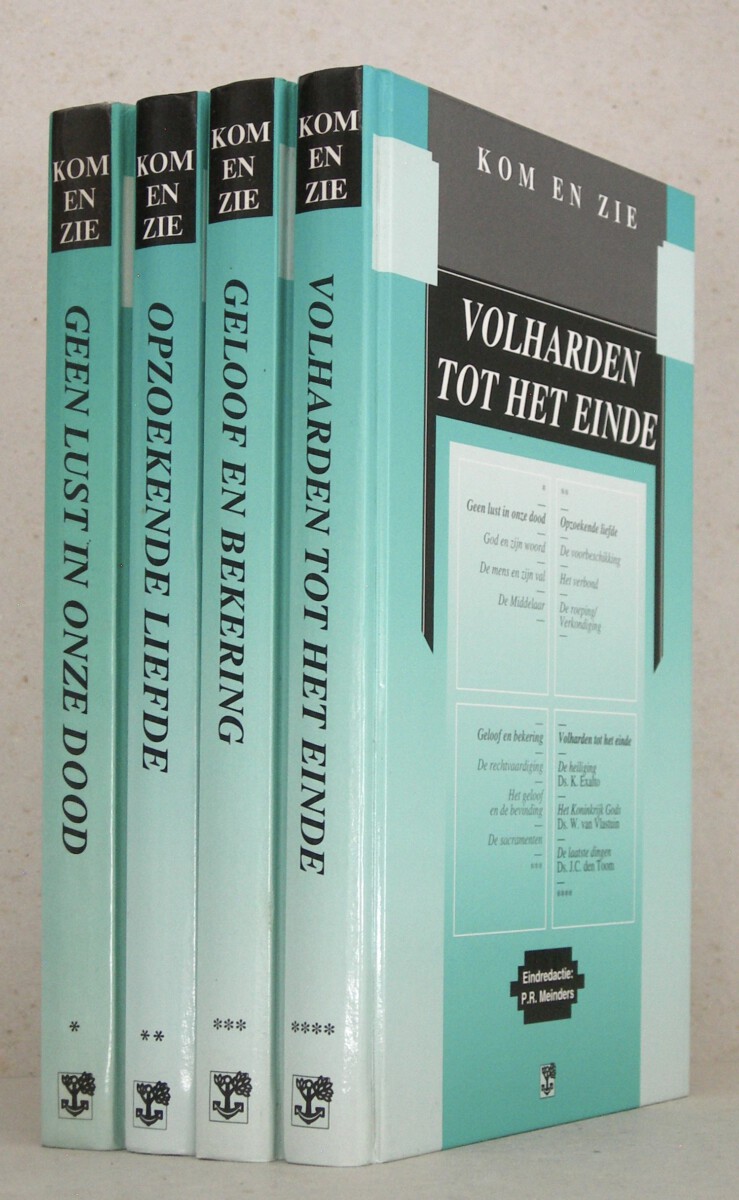 KOM
EN
ZIE
GEEN LUST IN ONZE DOOD
*
KOM
EN
ZIE
OPZOEKENDE LIEFDE
**
KOM
EN
ZIE
GELOOF EN BEKERING
***
KOM
EN
ZIE
VOLHARDEN TOT HET EINDE
****
KOM EN ZIE
VOLHARDEN
TOT HET EINDE
*
—
Geen lust in onze dood
—
God en zijn woord
—
De mens en zijn val
—
De Middelaar
—
**
—
Opzoekende liefde
—
De voorbeschikking
—
Het verbond
—
De roeping/
Verkondiging
—
—
Geloof en bekering
—
De rechtvaardiging
—
Het geloof
en de bevinding
—
De sacramenten
—
***
—
Volharden tot het einde
—
De heiliging
Ds. K. Exalto
—
Het Koninkrijk Gods
Ds. W. van Vlastuin
—
De laatste dingen
Ds. J.C. den Toom
—
****
Eindredactie:
P.R. Meinders